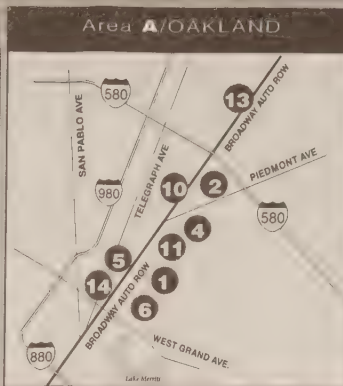 Area A/OAKLAND
580
13
BROADWAY AUTO ROW
SAN PABLO AVE
TELEGRAPH AVE
PIEDMONT AVE
980
10
2
580
4
11
5
1
14
BROADWAY AUTO ROW
6
WEST GRAND AVE.
880
Lake Merritt